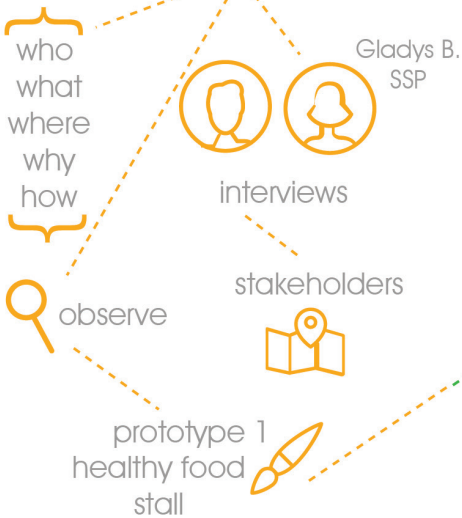 who
what
where
why
how
Gladys B.
SSP
interviews
stakeholders
observe
prototype 1
healthy food
stall